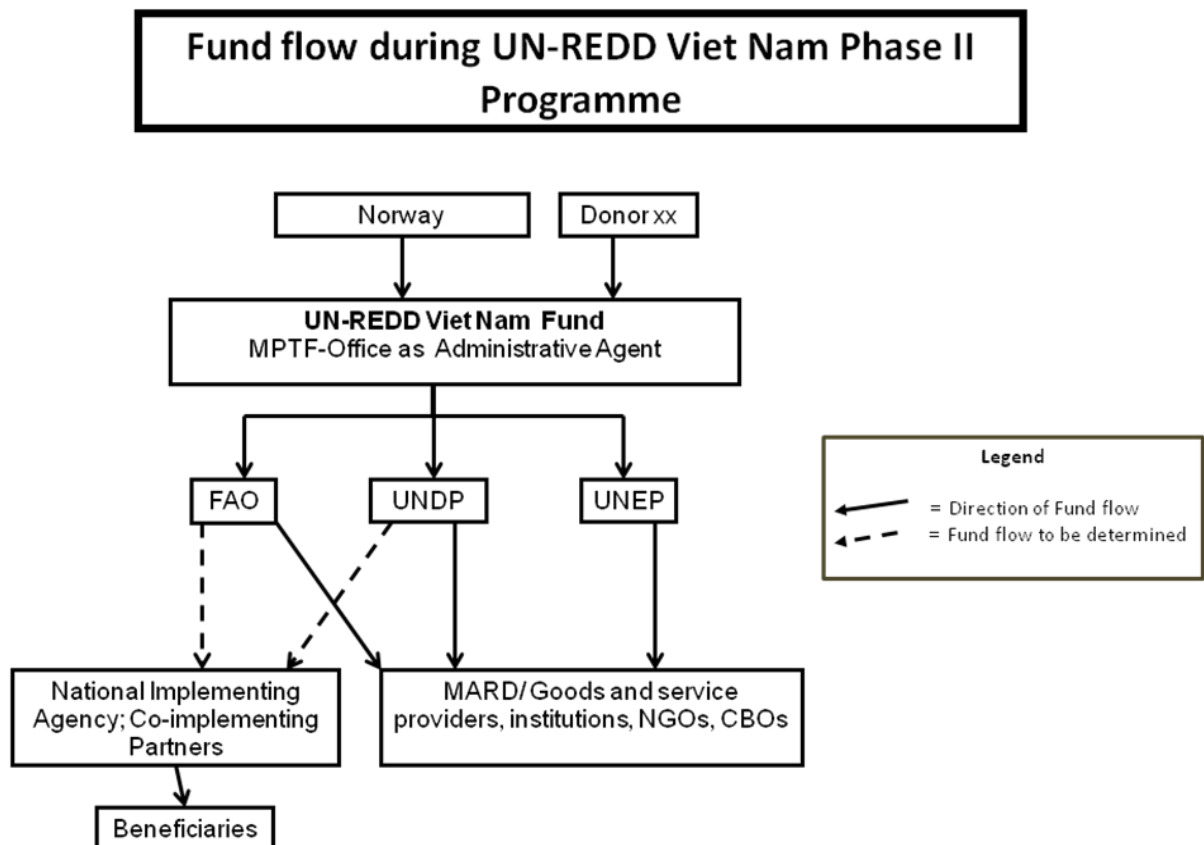 Fund flow during UN-REDD Viet Nam Phase II
Programme
Norway
Donor xx
UN-REDD Viet Nam Fund
MPTF-Office as Administrative Agent
FAO
UNDP
UNEP
Legend
= Direction of Fund flow
= Fund flow to be determined
National Implementing
Agency; Co-implementing
Partners
MARD/ Goods and service
providers, institutions, NGOs, CBOs
Beneficiaries